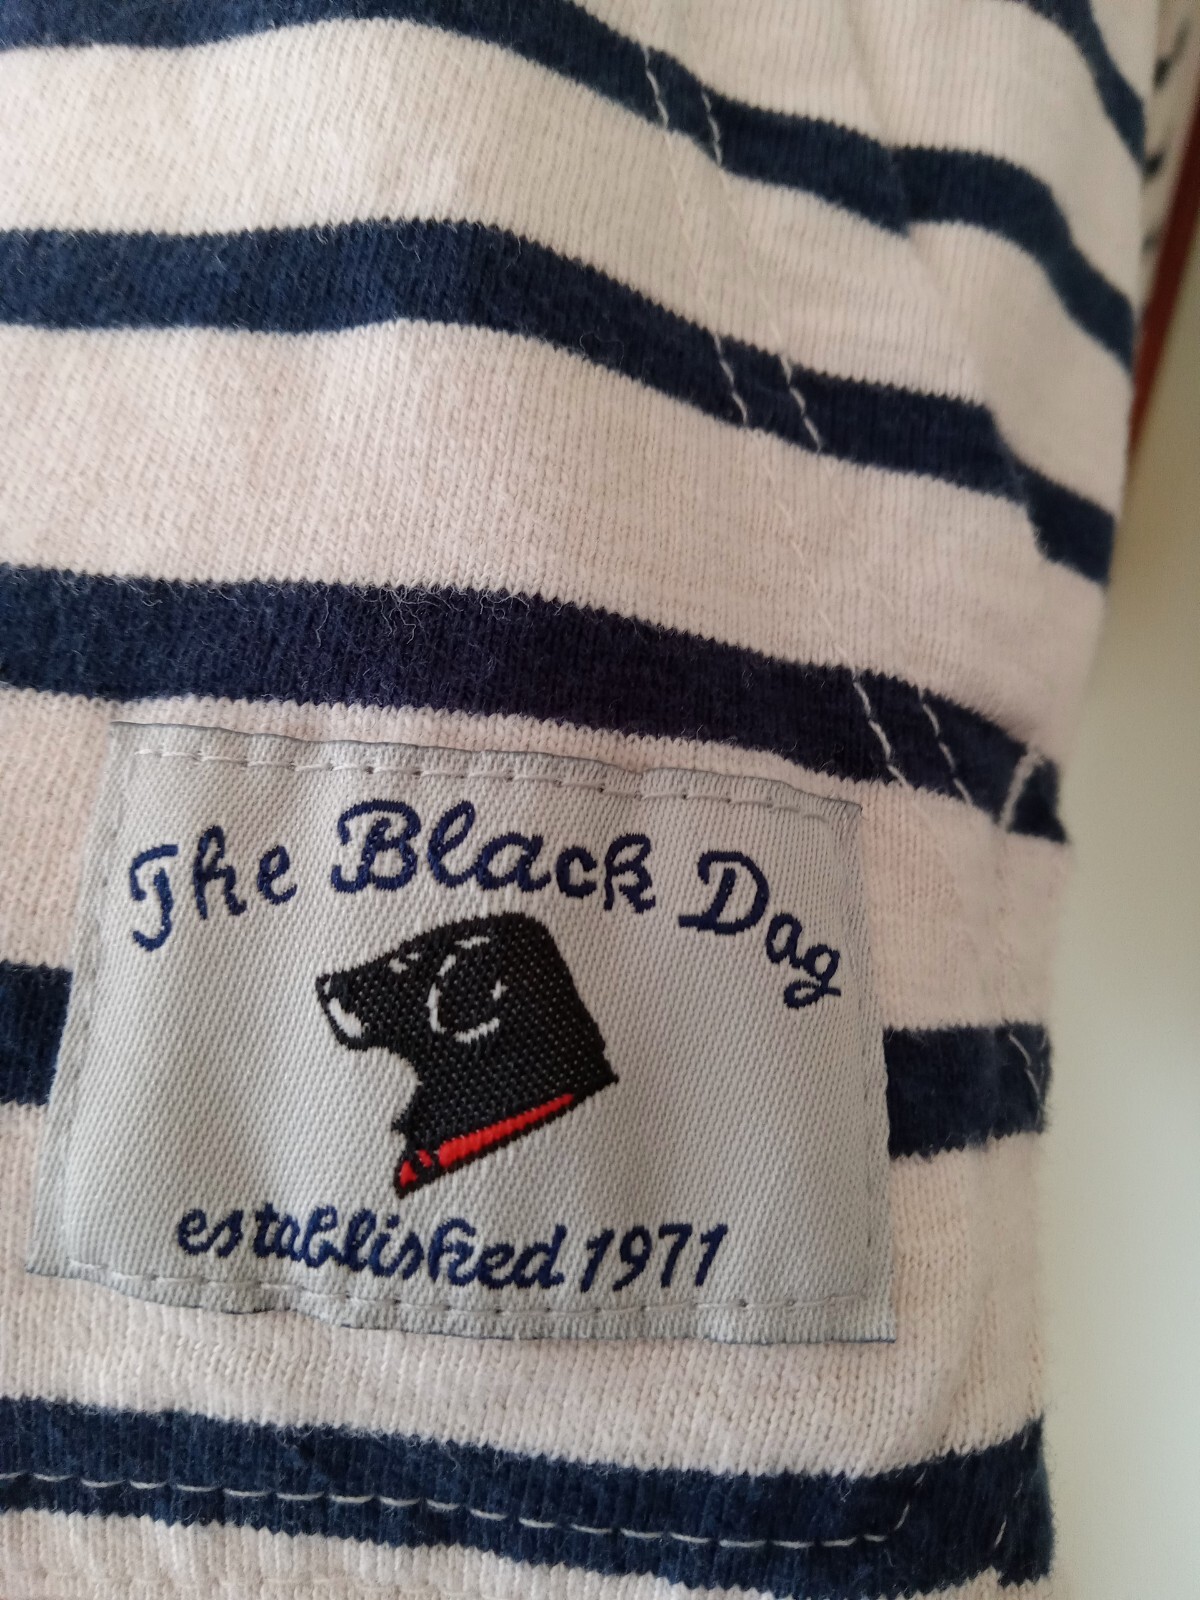 The Black Dog
established 1971